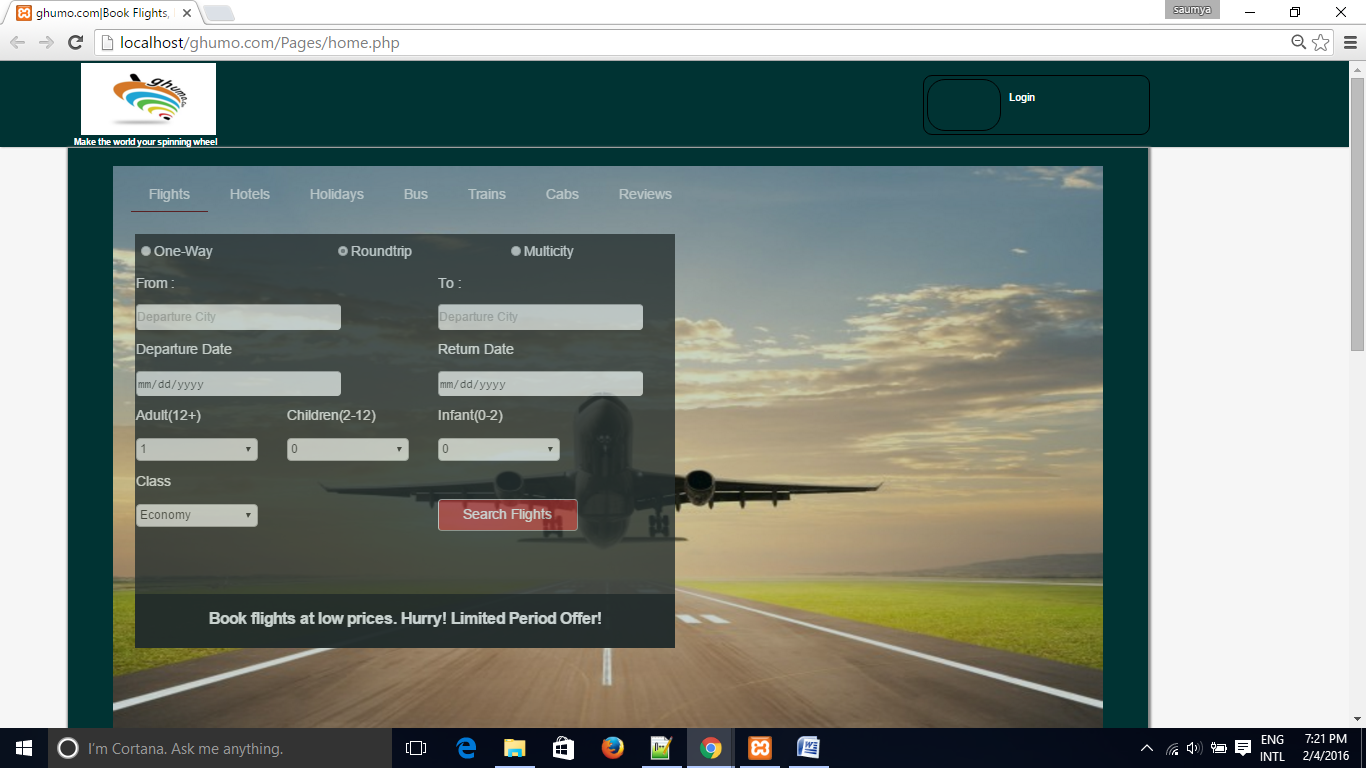 ghumo.com|Book Flights,
saumya
localhost/ghumo.com/Pages/home.php
ghumo
Make the world your spinning wheel
Login
Flights Hotels Holidays Bus Trains Cabs Reviews
One-Way Roundtrip Multicity
From : To :
Departure City Departure City
Departure Date Return Date
mm/dd/yyyy mm/dd/yyyy
Adult(12+) Children(2-12) Infant(0-2)
1 0 0
Class
Economy
Search Flights
Book flights at low prices. Hurry! Limited Period Offer!
I'm Cortana. Ask me anything.
ENG
INTL
7:21 PM
2/4/2016